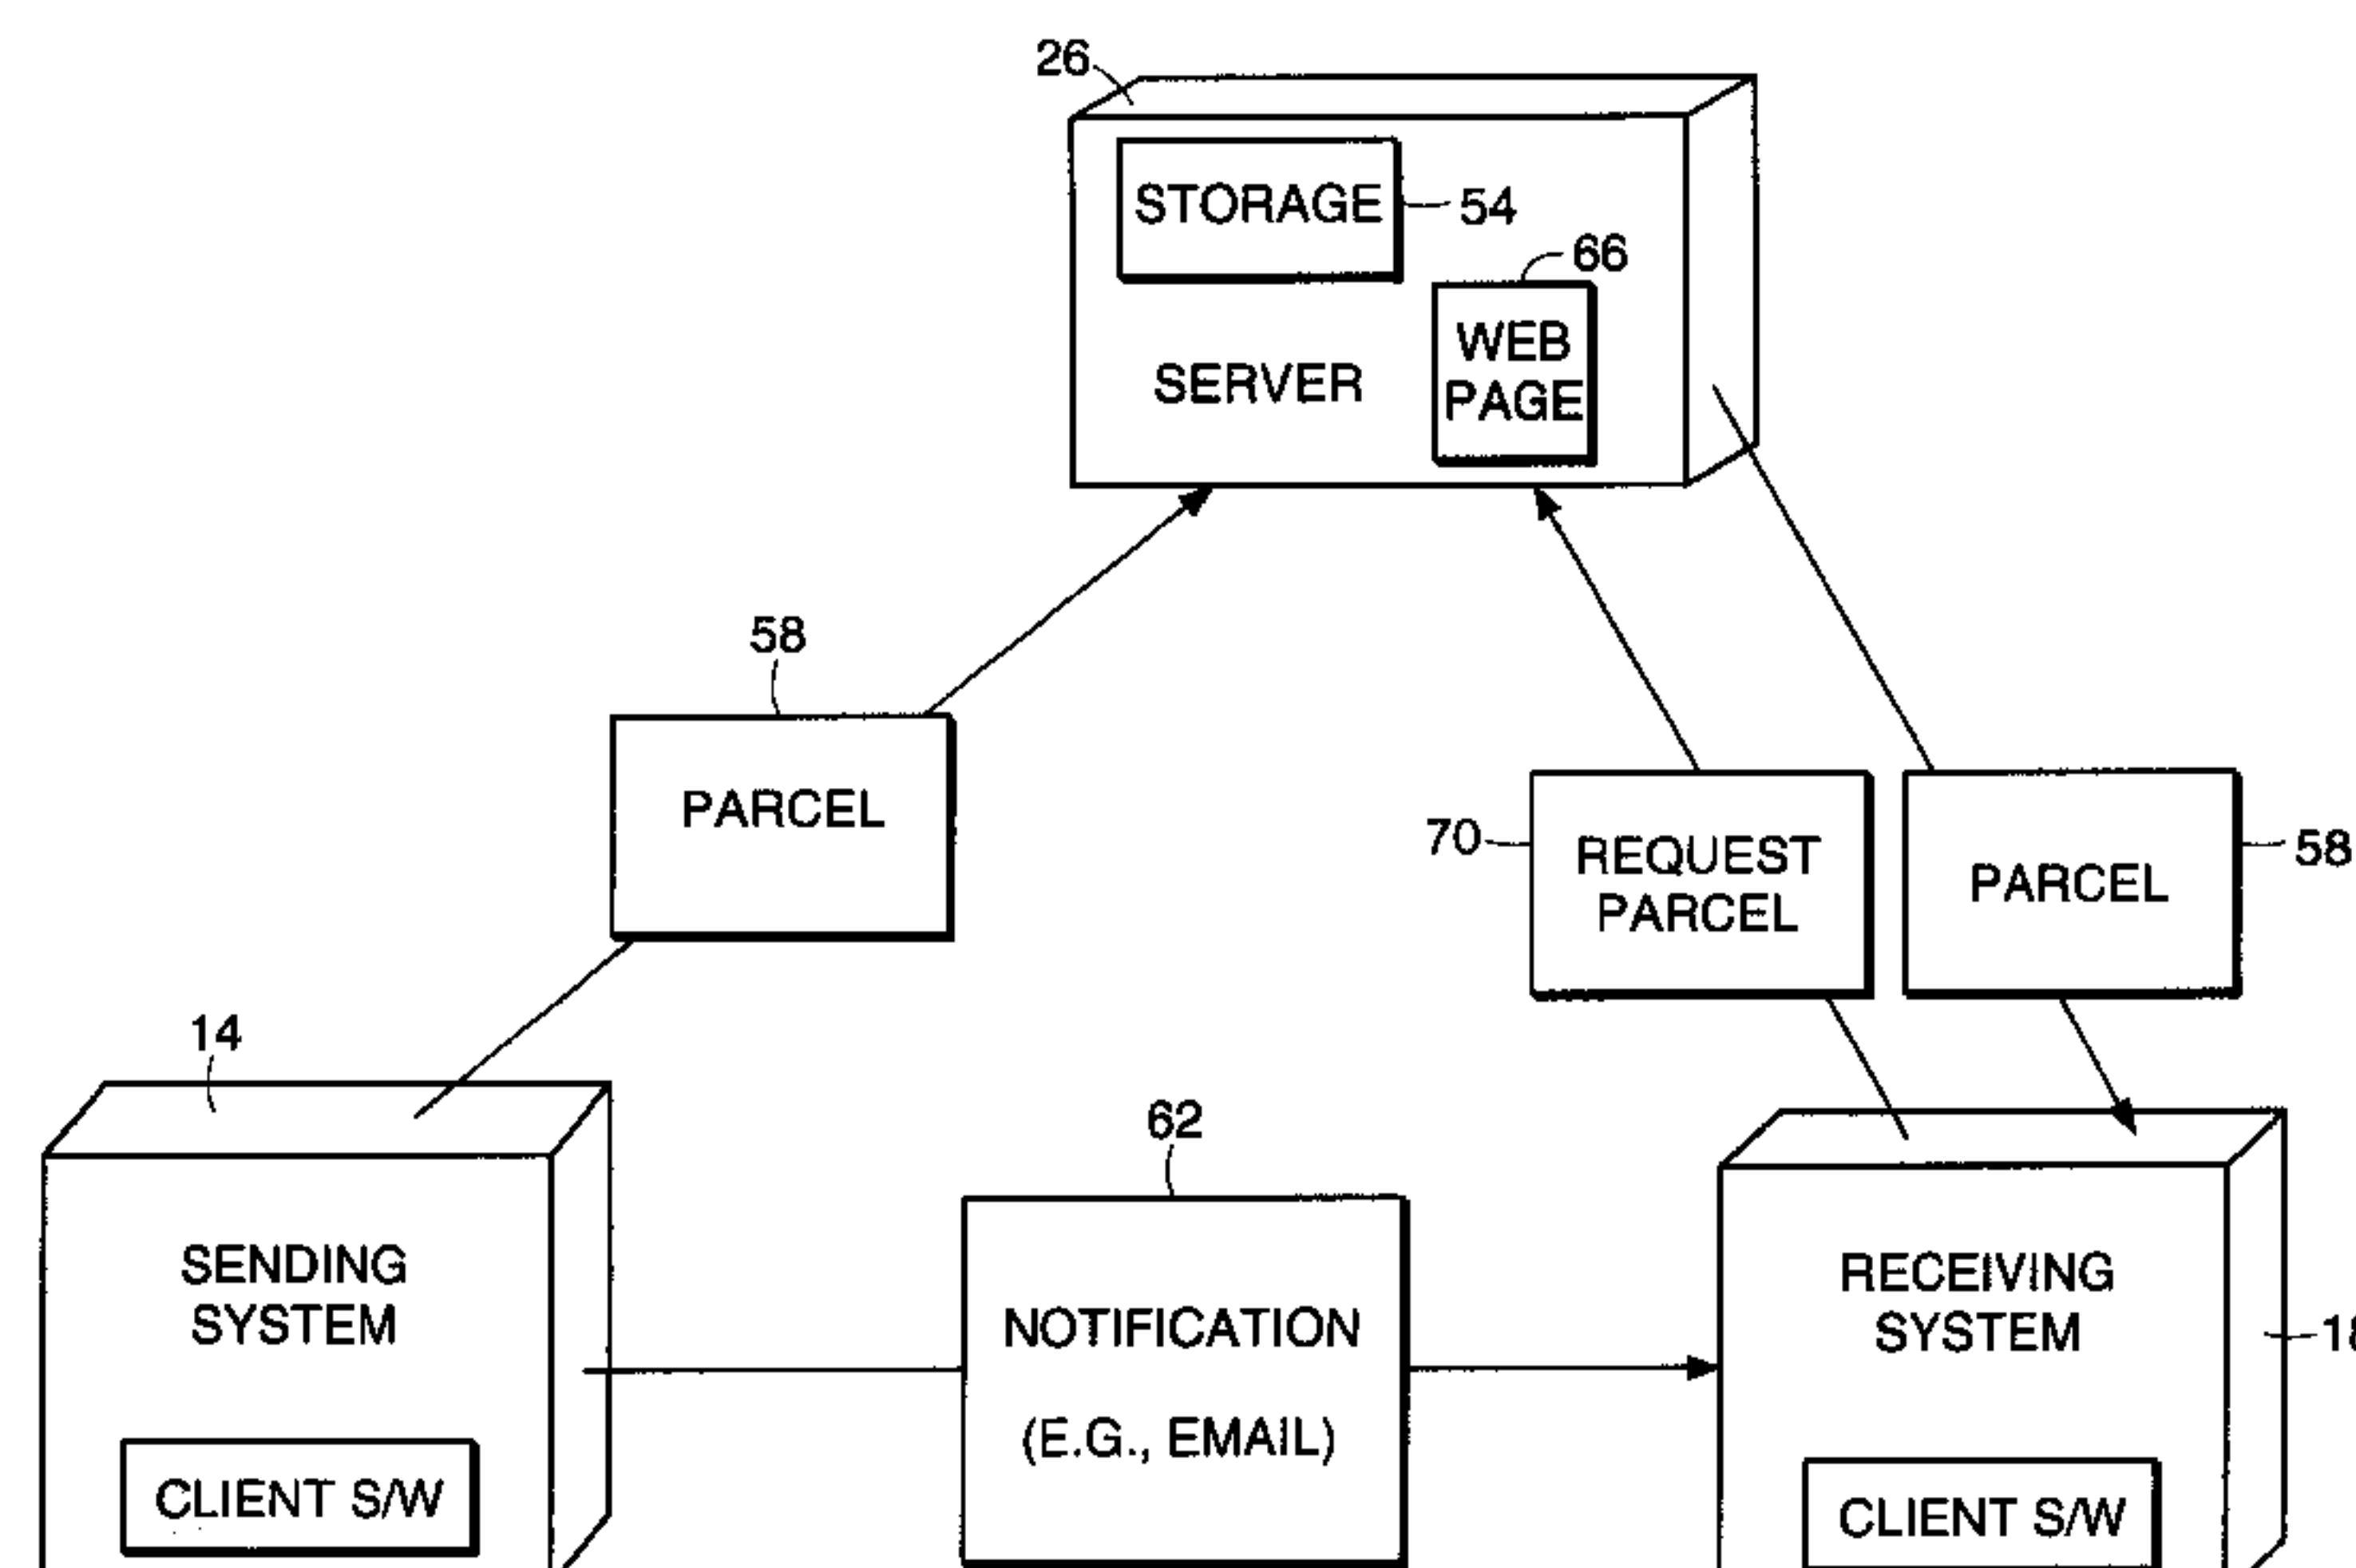 26
STORAGE
54
66
WEB
PAGE
SERVER
58
PARCEL
70
REQUEST
PARCEL
PARCEL
58
14
62
SENDING
SYSTEM
NOTIFICATION
(E.G., EMAIL)
RECEIVING
SYSTEM
CLIENT S/W
CLIENT S/W